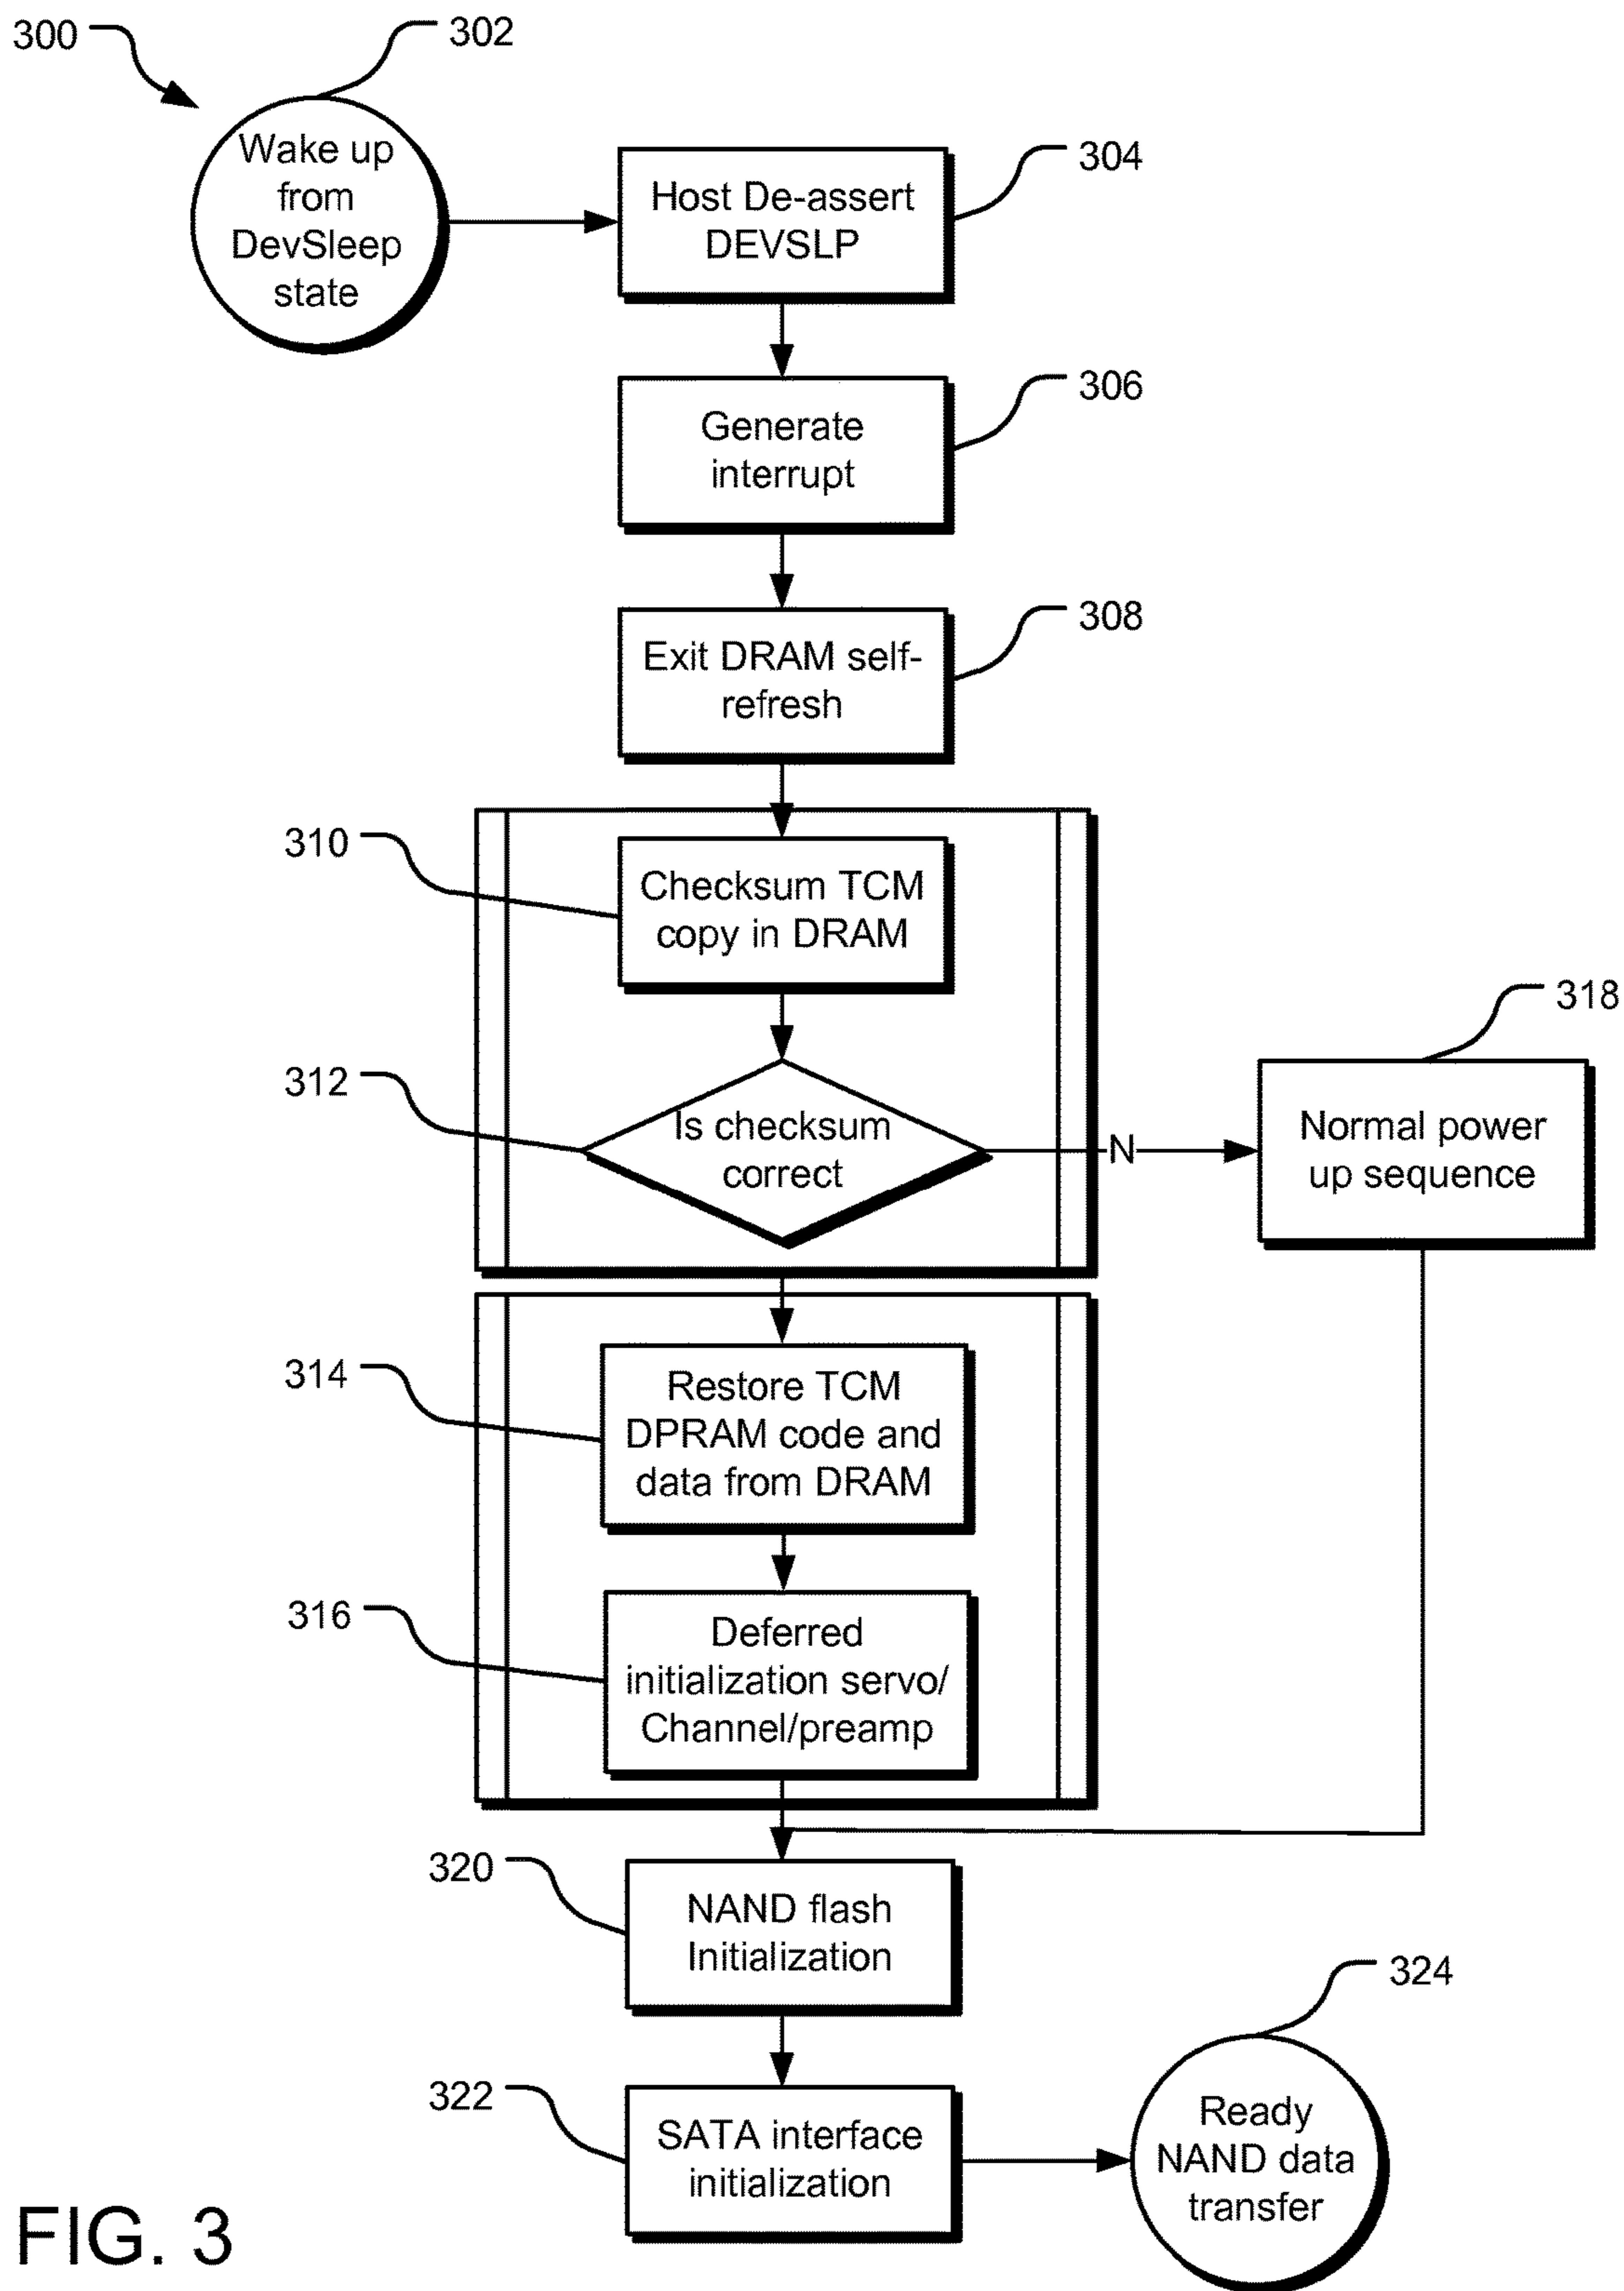 300
302
Wake up
from
DevSleep
state
304
Host De-assert
DEVSLP
306
Generate
interrupt
308
Exit DRAM self-
refresh
310
Checksum TCM
copy in DRAM
312
Is checksum
correct
N
318
Normal power
up sequence
314
Restore TCM
DPRAM code and
data from DRAM
316
Deferred
initialization servo/
Channel/preamp
320
NAND flash
Initialization
322
SATA interface
initialization
324
Ready
NAND data
transfer
FIG. 3